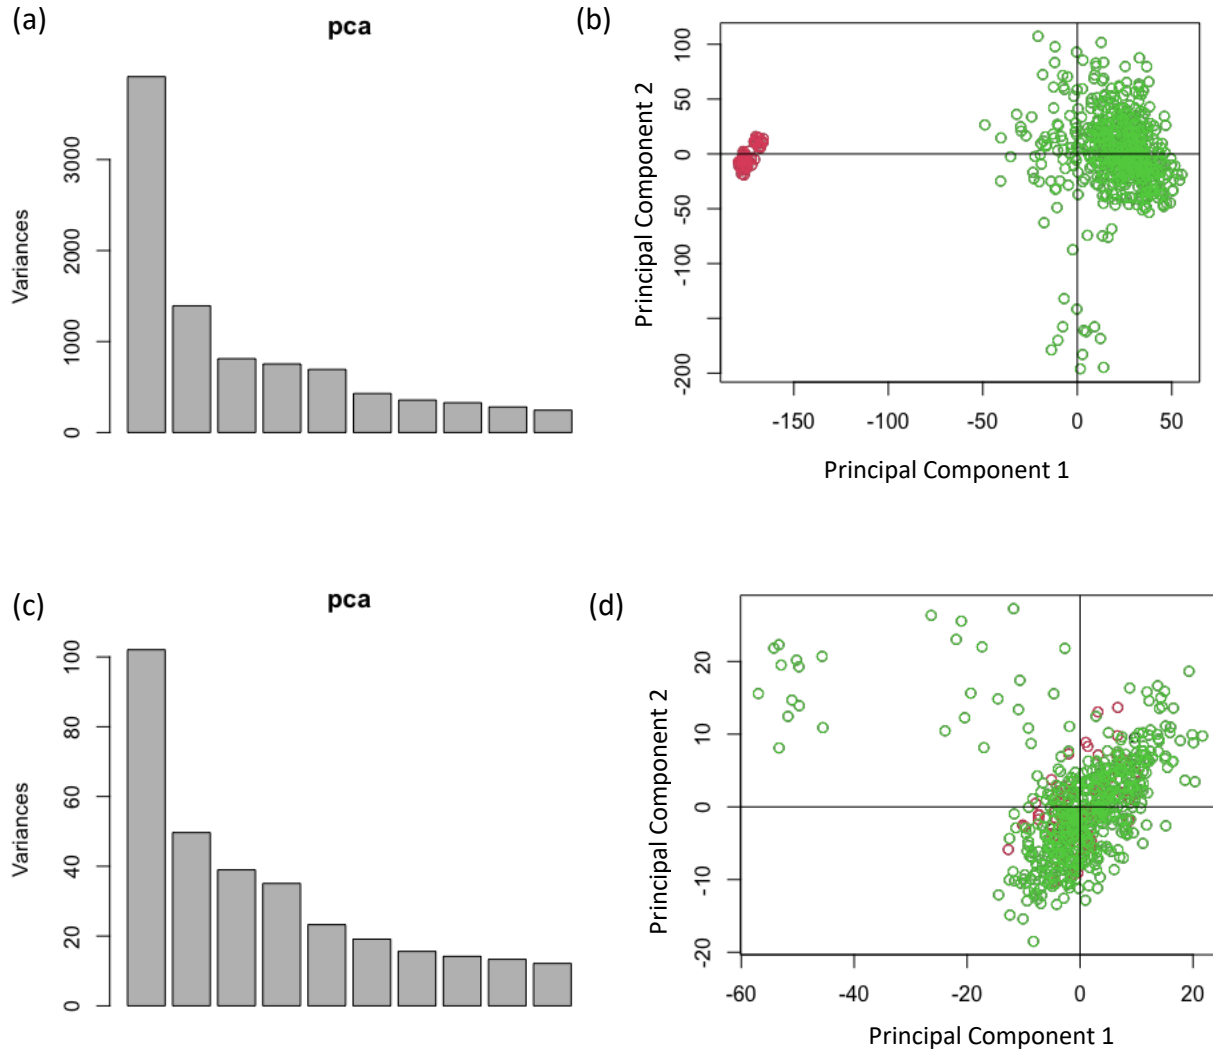 (a)
pca
Variances
0
1000
2000
3000
(b)
Principal Component 2
100
50
0
-50
-100
-200
-150
-100
-50
0
50
Principal Component 1
(c)
pca
Variances
0
20
40
60
80
100
(d)
Principal Component 2
20
10
0
-10
-20
-60
-40
-20
0
20
Principal Component 1